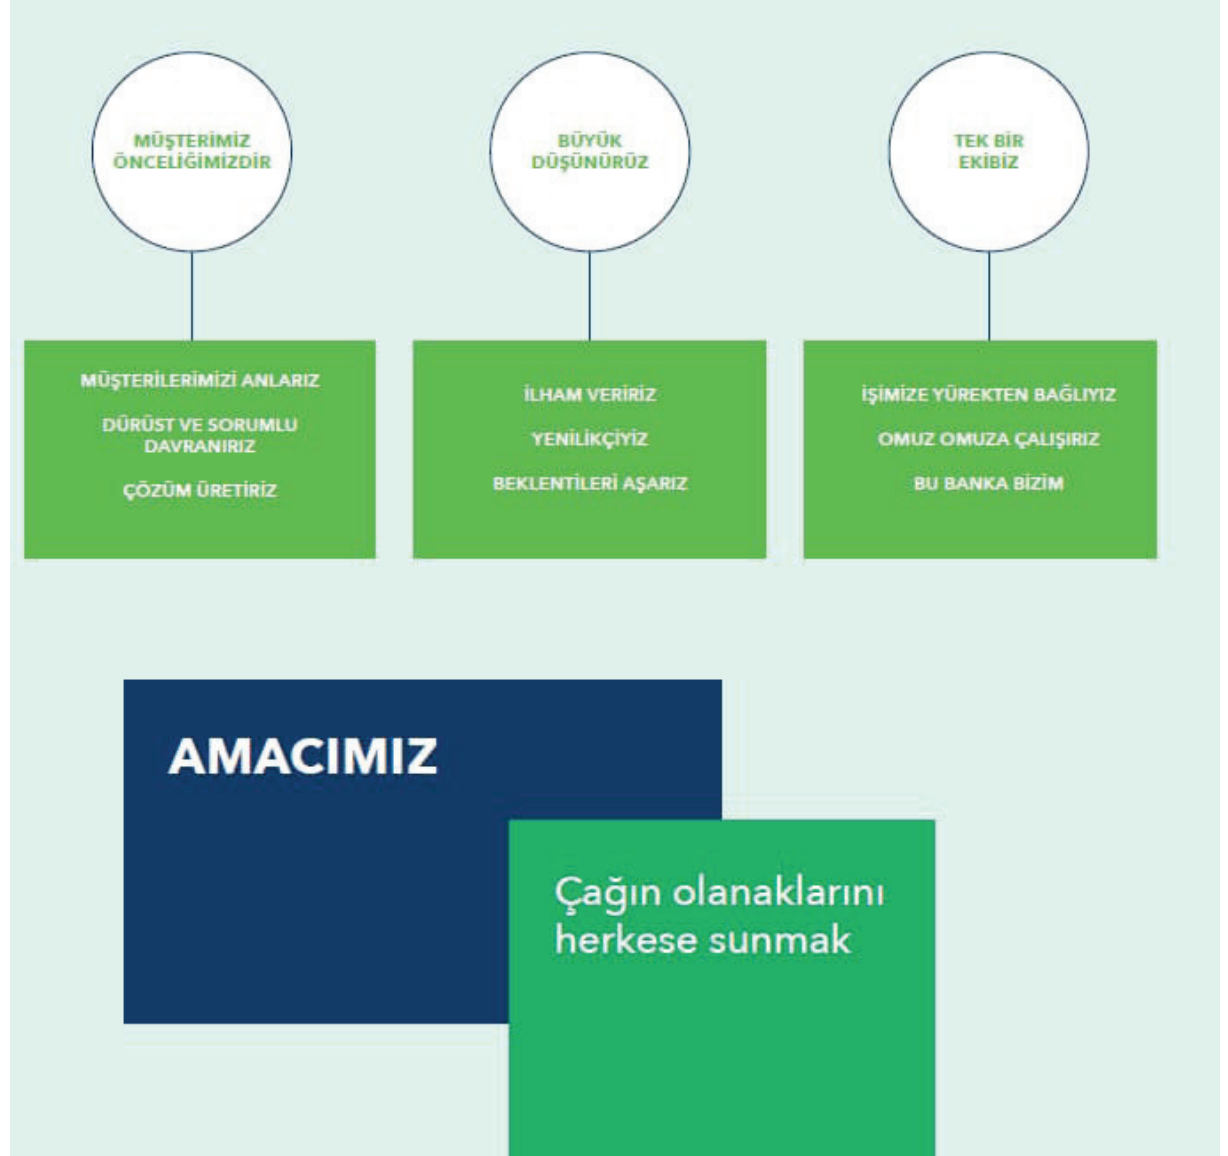 MÜŞTERİMİZ
ÖNCELİĞİMİZDİR
BÜYÜK
DÜŞÜNÜRÜZ
TEK BİR
EKİBİZ
MÜŞTERİLERİMİZİ ANLARIZ
DÜRÜST VE SORUMLU
DAVRANIRIZ
ÇÖZÜM ÜRETİRİZ
İLHAM VERİRİZ
YENİLİKÇİYİZ
BEKLENTİLERİ AŞARIZ
İŞİMİZE YÜREKTEN BAĞLIYIZ
OMUZ OMUZA ÇALIŞIRIZ
BU BANKA BİZİM
AMACIMIZ
Çağın olanaklarını
herkese sunmak